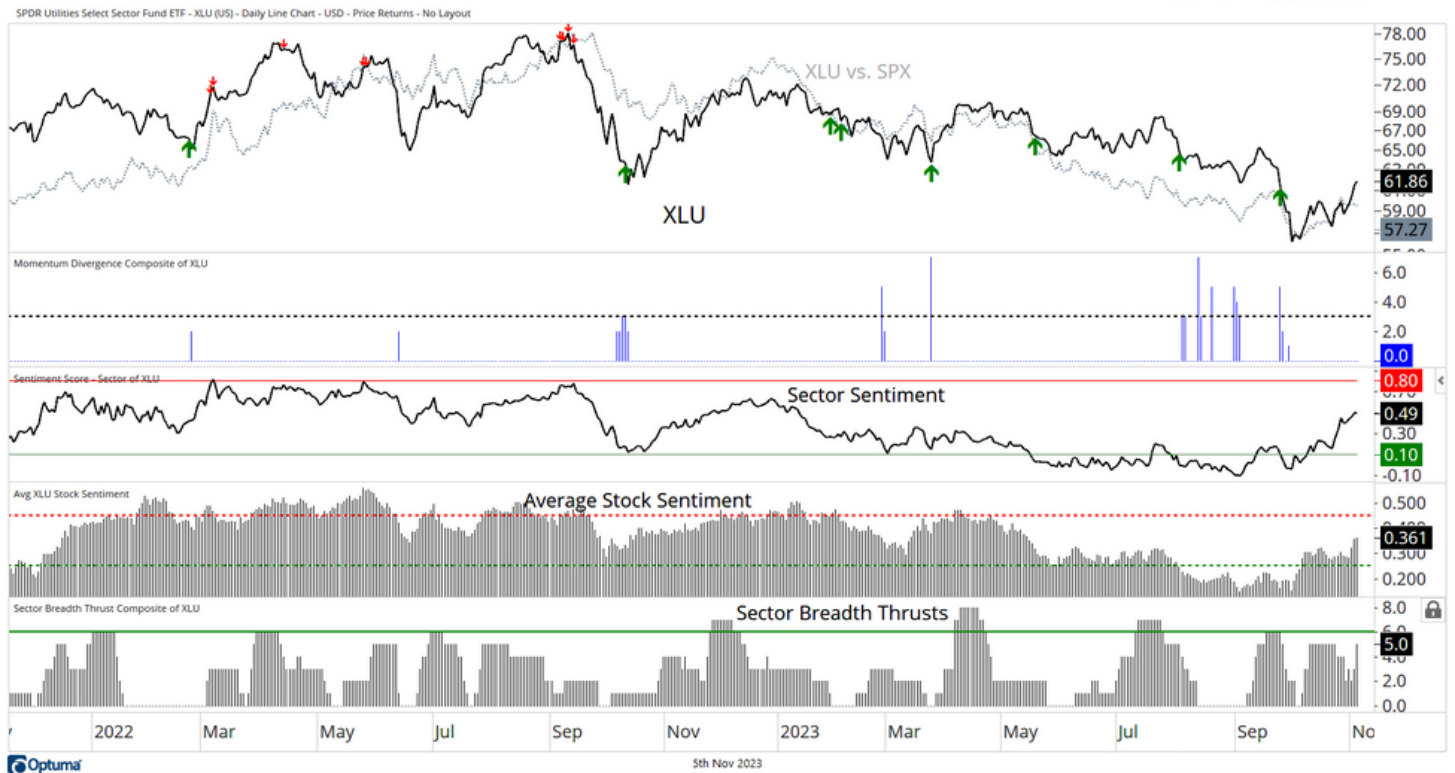 SPDR Utilities Select Sector Fund ETF - XLU (US) - Daily Line Chart - USD - Price Returns - No Layout
78.00
75.00
XLU vs. SPX
72.00
69.00
67.00
65.00
61.86
XLU
59.00
57.27
Momentum Divergence Composite of XLU
6.0
4.0
2.0
0.0
Sentiment Score - Sector of XLU
0.80
Sector Sentiment
0.49
0.30
0.10
-0.10
Avg XLU Stock Sentiment
Average Stock Sentiment
0.500
0.361
0.300
0.200
Sector Breadth Thrust Composite of XLU
Sector Breadth Thrusts
8.0
5.0
4.0
2.0
0.0
2022 Mar May Jul Sep Nov 2023 Mar May Jul Sep No
Optuma
5th Nov 2023